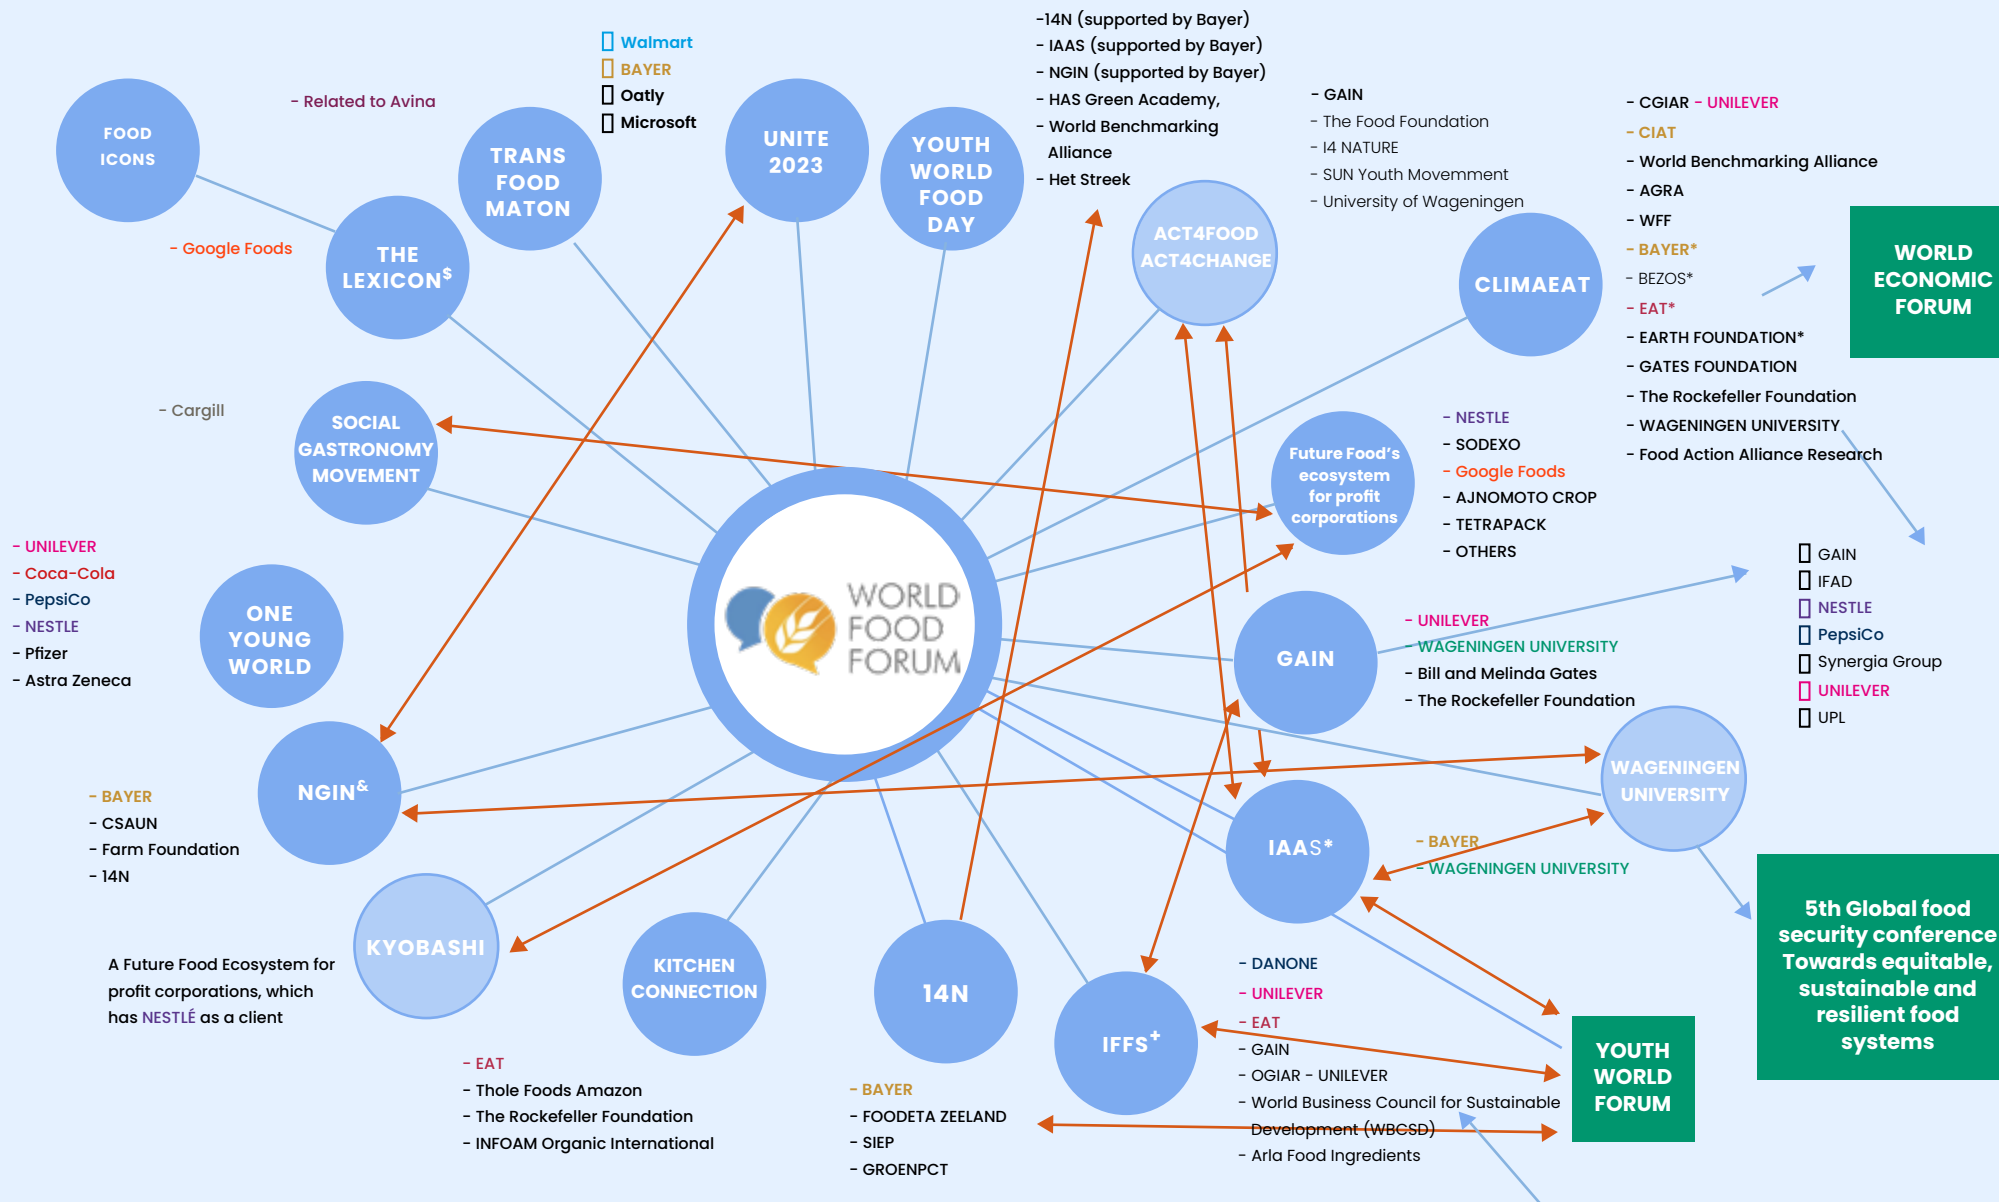 FOOD
ICONS
- Related to Avina
TRANS
FOOD
MATON
Walmart
BAYER
Oatly
Microsoft
UNITE
2023
YOUTH
WORLD
FOOD
DAY
-14N (supported by Bayer)
- IAAS (supported by Bayer)
- NGIN (supported by Bayer)
- HAS Green Academy,
- World Benchmarking
Alliance
- Het Streek
ACT4FOOD
ACT4CHANGE
- GAIN
- The Food Foundation
- I4 NATURE
- SUN Youth Movemment
- University of Wageningen
CLIMAEAT
- CGIAR - UNILEVER
- CIAT
- World Benchmarking Alliance
- AGRA
- WFF
- BAYER*
- BEZOS*
- EAT*
- EARTH FOUNDATION*
- GATES FOUNDATION
- The Rockefeller Foundation
- WAGENINGEN UNIVERSITY
- Food Action Alliance Research
WORLD
ECONOMIC
FORUM
- Google Foods
THE
LEXICON$
- Cargill
SOCIAL
GASTRONOMY
MOVEMENT
Future Food's
ecosystem
for profit
corporations
- NESTLE
- SODEXO
- Google Foods
- AJNOMOTO CROP
- TETRAPACK
- OTHERS
- UNILEVER
- Coca-Cola
- PepsiCo
- NESTLE
- Pfizer
- Astra Zeneca
ONE
YOUNG
WORLD
WORLD
FOOD
FORUM
GAIN
- UNILEVER
- WAGENINGEN UNIVERSITY
- Bill and Melinda Gates
- The Rockefeller Foundation
GAIN
IFAD
NESTLE
PepsiCo
Synergia Group
UNILEVER
UPL
NGIN&
- BAYER
- CSAUN
- Farm Foundation
- 14N
WAGENINGEN
UNIVERSITY
IAAS*
- BAYER
- WAGENINGEN UNIVERSITY
5th Global food
security conference
Towards equitable,
sustainable and
resilient food
systems
KYOBASHI
A Future Food Ecosystem for
profit corporations, which
has NESTLÉ as a client
KITCHEN
CONNECTION
- EAT
- Thole Foods Amazon
- The Rockefeller Foundation
- INFOAM Organic International
14N
- BAYER
- FOODETA ZEELAND
- SIEP
- GROENPCT
IFFS+
- DANONE
- UNILEVER
- EAT
- GAIN
- OGIAR - UNILEVER
- World Business Council for Sustainable
Development (WBCSD)
- Arla Food Ingredients
YOUTH
WORLD
FORUM